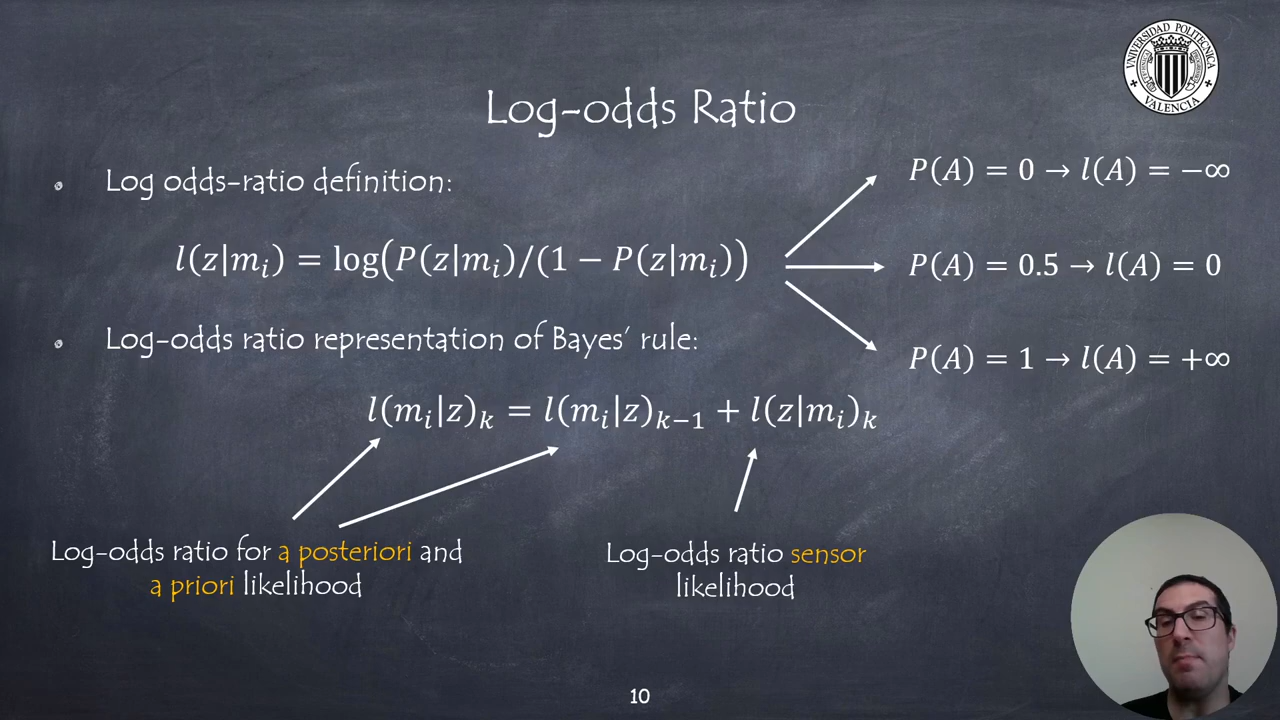 UNIVERSIDAD POLITECNICA
VALENCIA
Log-odds Ratio
Log odds-ratio definition:
l(z|mᵢ) = log(P(z|mᵢ)/(1 − P(z|mᵢ))
P(A) = 0 → l(A) = −∞
P(A) = 0.5 → l(A) = 0
P(A) = 1 → l(A) = +∞
Log-odds ratio representation of Bayes' rule:
l(mᵢ|z)ₖ = l(mᵢ|z)ₖ₋₁ + l(z|mᵢ)ₖ
Log-odds ratio for a posteriori and
a priori likelihood
Log-odds ratio sensor
likelihood
10